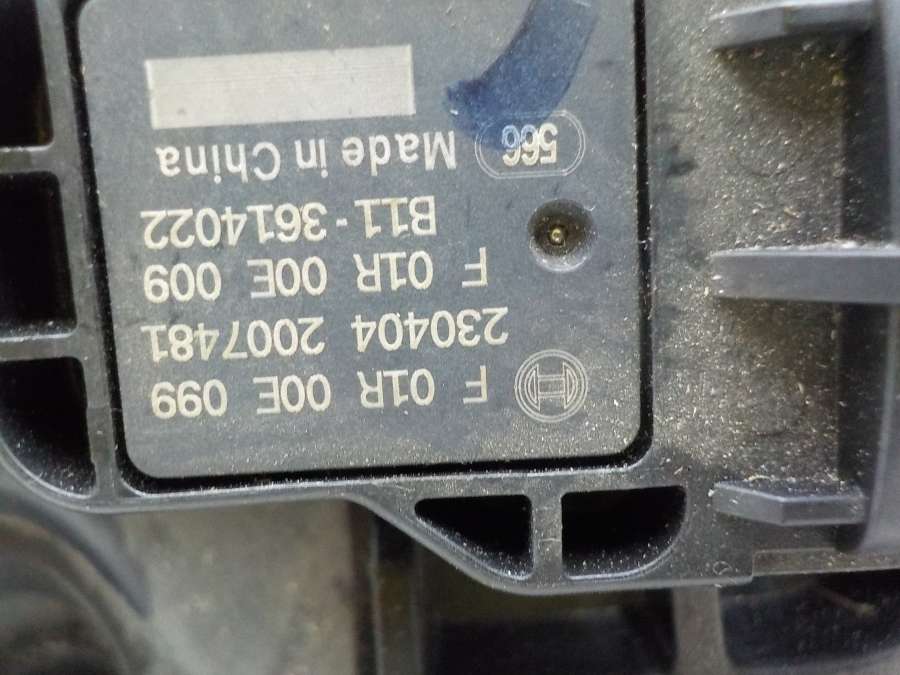 F 01R 00E 099
230404 2007481
F 01R 00E 009
B11-3614022
566 Made in China